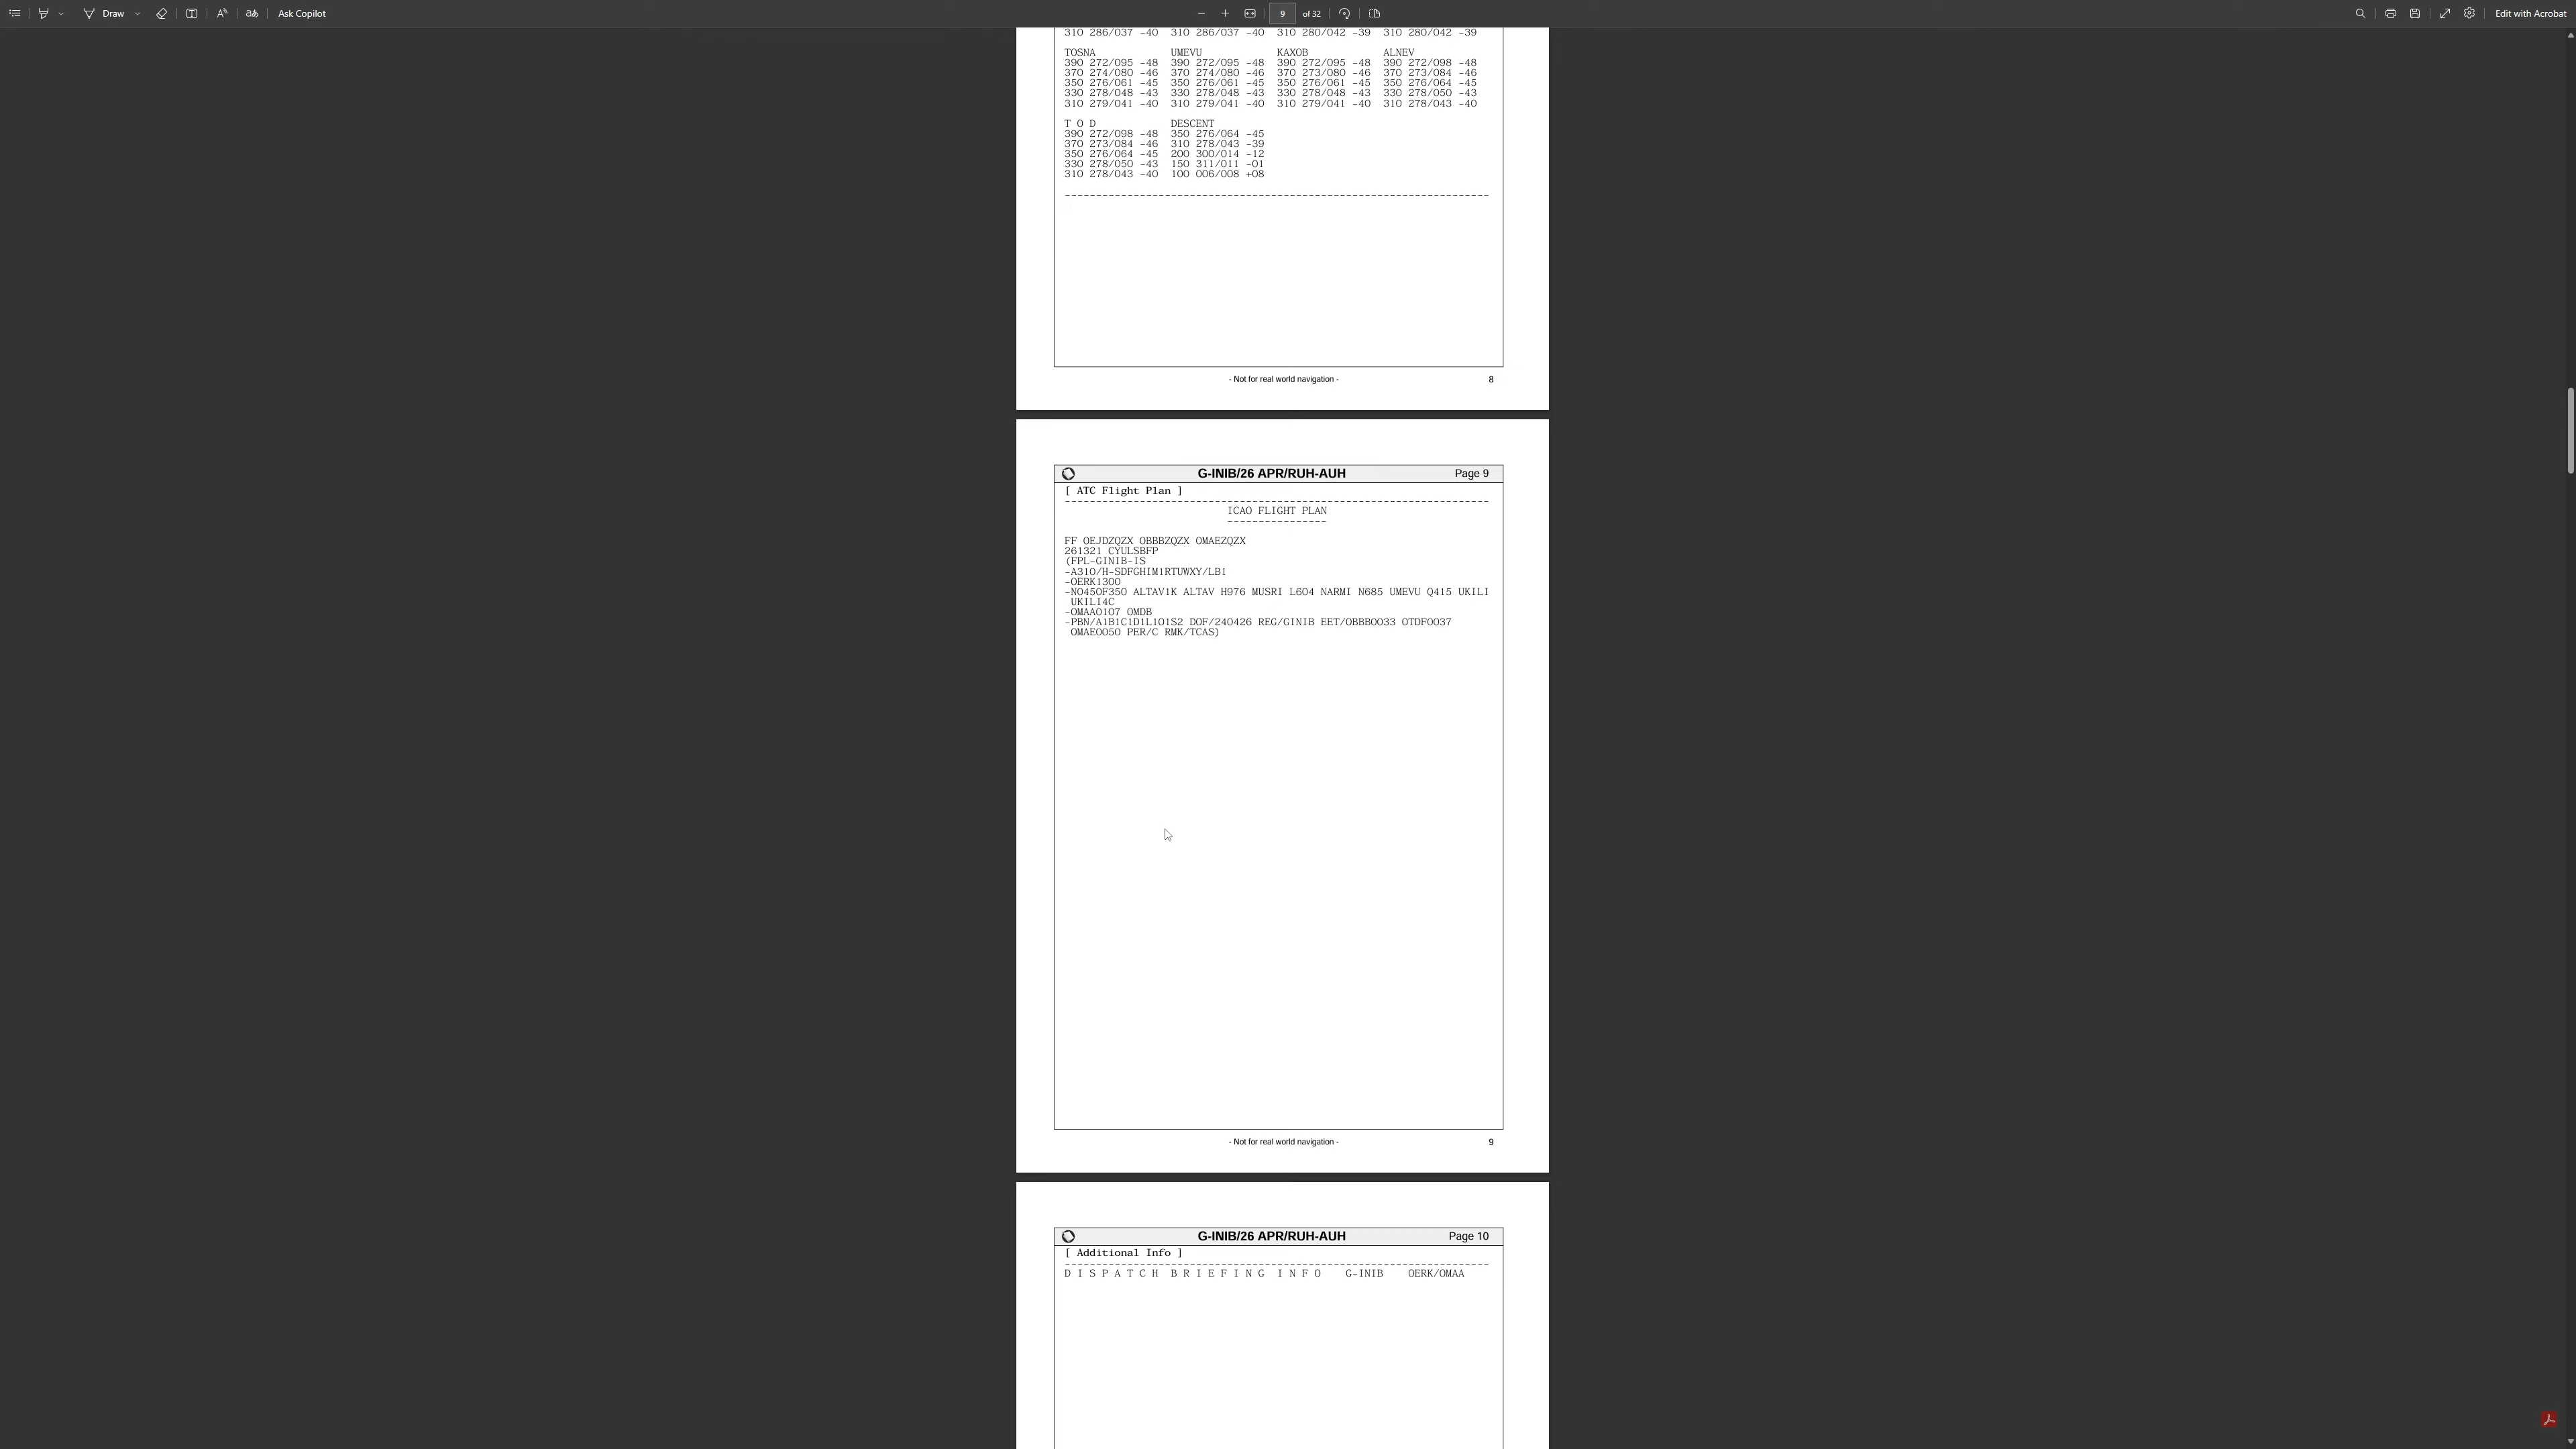 Draw
Ask Copilot
9 of 32
Edit with Acrobat
310 286/037 -40 310 286/037 -40 310 280/042 -39 310 280/042 -39
TOSNA UMEVU KAXOB ALNEV
390 272/095 -48 390 272/095 -48 390 272/095 -48 390 272/098 -48
370 274/080 -46 370 274/080 -46 370 273/080 -46 370 273/084 -46
350 276/061 -45 350 276/061 -45 350 276/061 -45 350 276/064 -45
330 278/048 -43 330 278/048 -43 330 278/048 -43 330 278/050 -43
310 279/041 -40 310 279/041 -40 310 279/041 -40 310 278/043 -40
T O D DESCENT
390 272/098 -48 350 276/064 -45
370 273/084 -46 310 278/043 -39
350 276/064 -45 200 300/014 -12
330 278/050 -43 150 311/011 -01
310 278/043 -40 100 006/008 +08
--------------------------------------------------------------------
- Not for real world navigation - 8
G-INIB/26 APR/RUH-AUH Page 9
[ ATC Flight Plan ]
--------------------------------------------------------------------
ICAO FLIGHT PLAN
----------------
FF OEJDZQZX OBBBZQZX OMAEZQZX
261321 CYULSBFP
(FPL-GINIB-IS
-A310/H-SDFGHIM1RTUWXY/LB1
-OERK1300
-N0450F350 ALTAV1K ALTAV H976 MUSRI L604 NARMI N685 UMEVU Q415 UKILI
UKILI4C
-OMAA0107 OMDB
-PBN/A1B1C1D1L1O1S2 DOF/240426 REG/GINIB EET/OBBB0033 OTDF0037
OMAE0050 PER/C RMK/TCAS)
- Not for real world navigation - 9
G-INIB/26 APR/RUH-AUH Page 10
[ Additional Info ]
--------------------------------------------------------------------
D I S P A T C H B R I E F I N G I N F O G-INIB OERK/OMAA